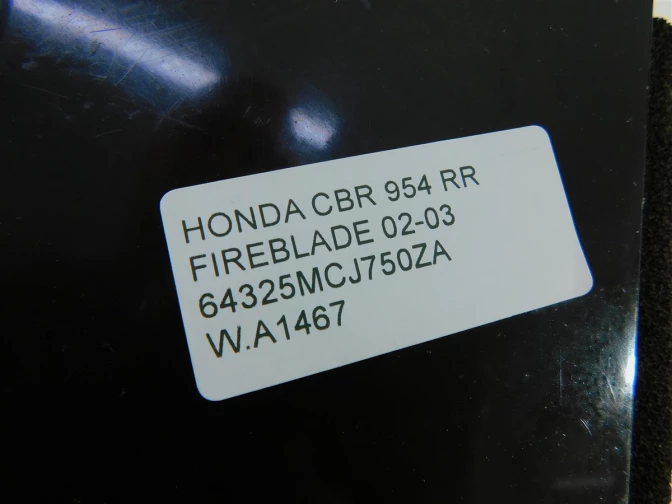 HONDA CBR 954 RR
FIREBLADE 02-03
64325MCJ750ZA
W.A1467